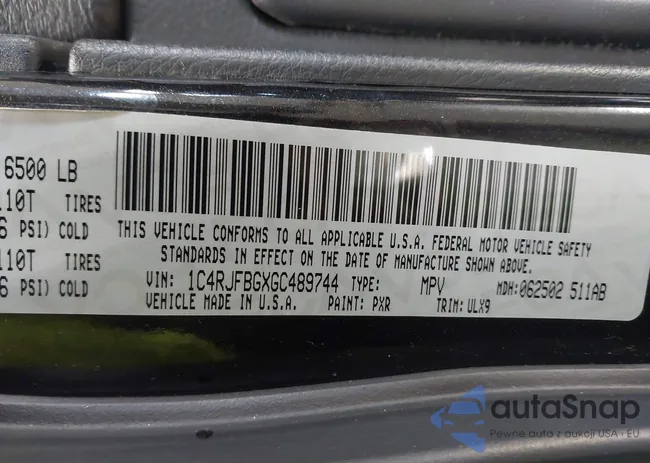 6500 LB
110T TIRES
6 PSI) COLD
110T TIRES
6 PSI) COLD
THIS VEHICLE CONFORMS TO ALL APPLICABLE U.S.A. FEDERAL MOTOR VEHICLE SAFETY
STANDARDS IN EFFECT ON THE DATE OF MANUFACTURE SHOWN ABOVE.
VIN: 1C4RJFBGXGC489744 TYPE: MPV MDH: 062502 511AB
VEHICLE MADE IN U.S.A. PAINT: PXR TRIM: ULX9
autaSnap
Pewne auta z aukcji USA i EU